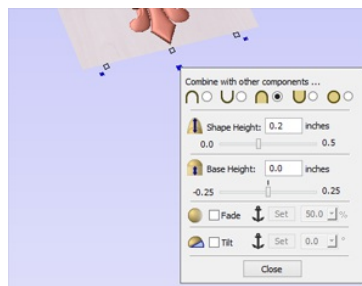 Combine with other components ...
Shape Height: 0.2 inches
0.0 0.5
Base Height: 0.0 inches
-0.25 0.25
Fade Set 50.0 %
Tilt Set 0.0 °
Close